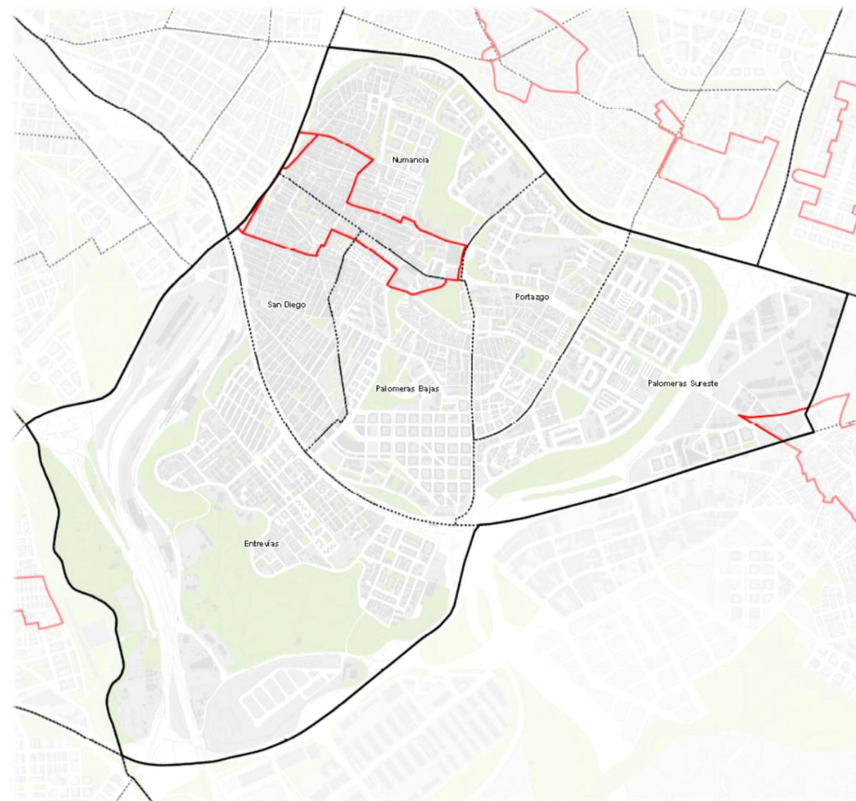 Numancia
Portazgo
San Diego
Palomeras Sureste
Palomeras Bajas
Entrevías